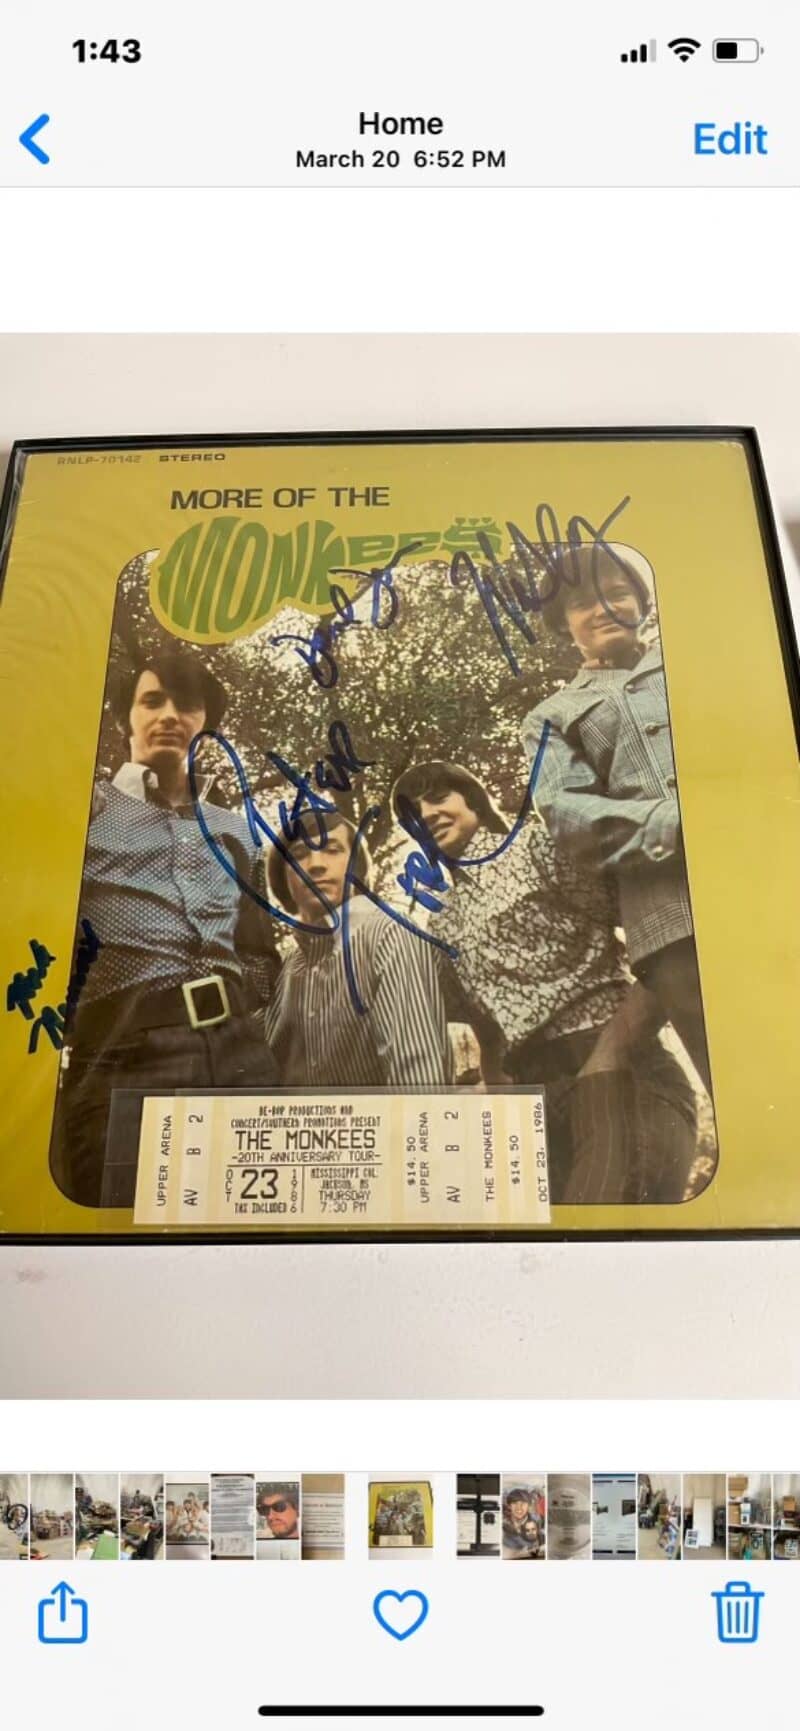 1:43
Home
Edit
March 20 6:52 PM
RNLP-70142 STEREO
MORE OF THE
MONKEES
PETER
TORK
UPPER ARENA
AV B 2
BE-BOP PRODUCTIONS AND
CONCERT/SOUTHERN PROMOTIONS PRESENT
THE MONKEES
-20TH ANNIVERSARY TOUR-
OCT 23 1986
TAX INCLUDED
MISSISSIPPI COL.
JACKSON, MS
THURSDAY
7:30 PM
$14.50
UPPER ARENA
AV B 2
THE MONKEES
$14.50
OCT 23, 1986